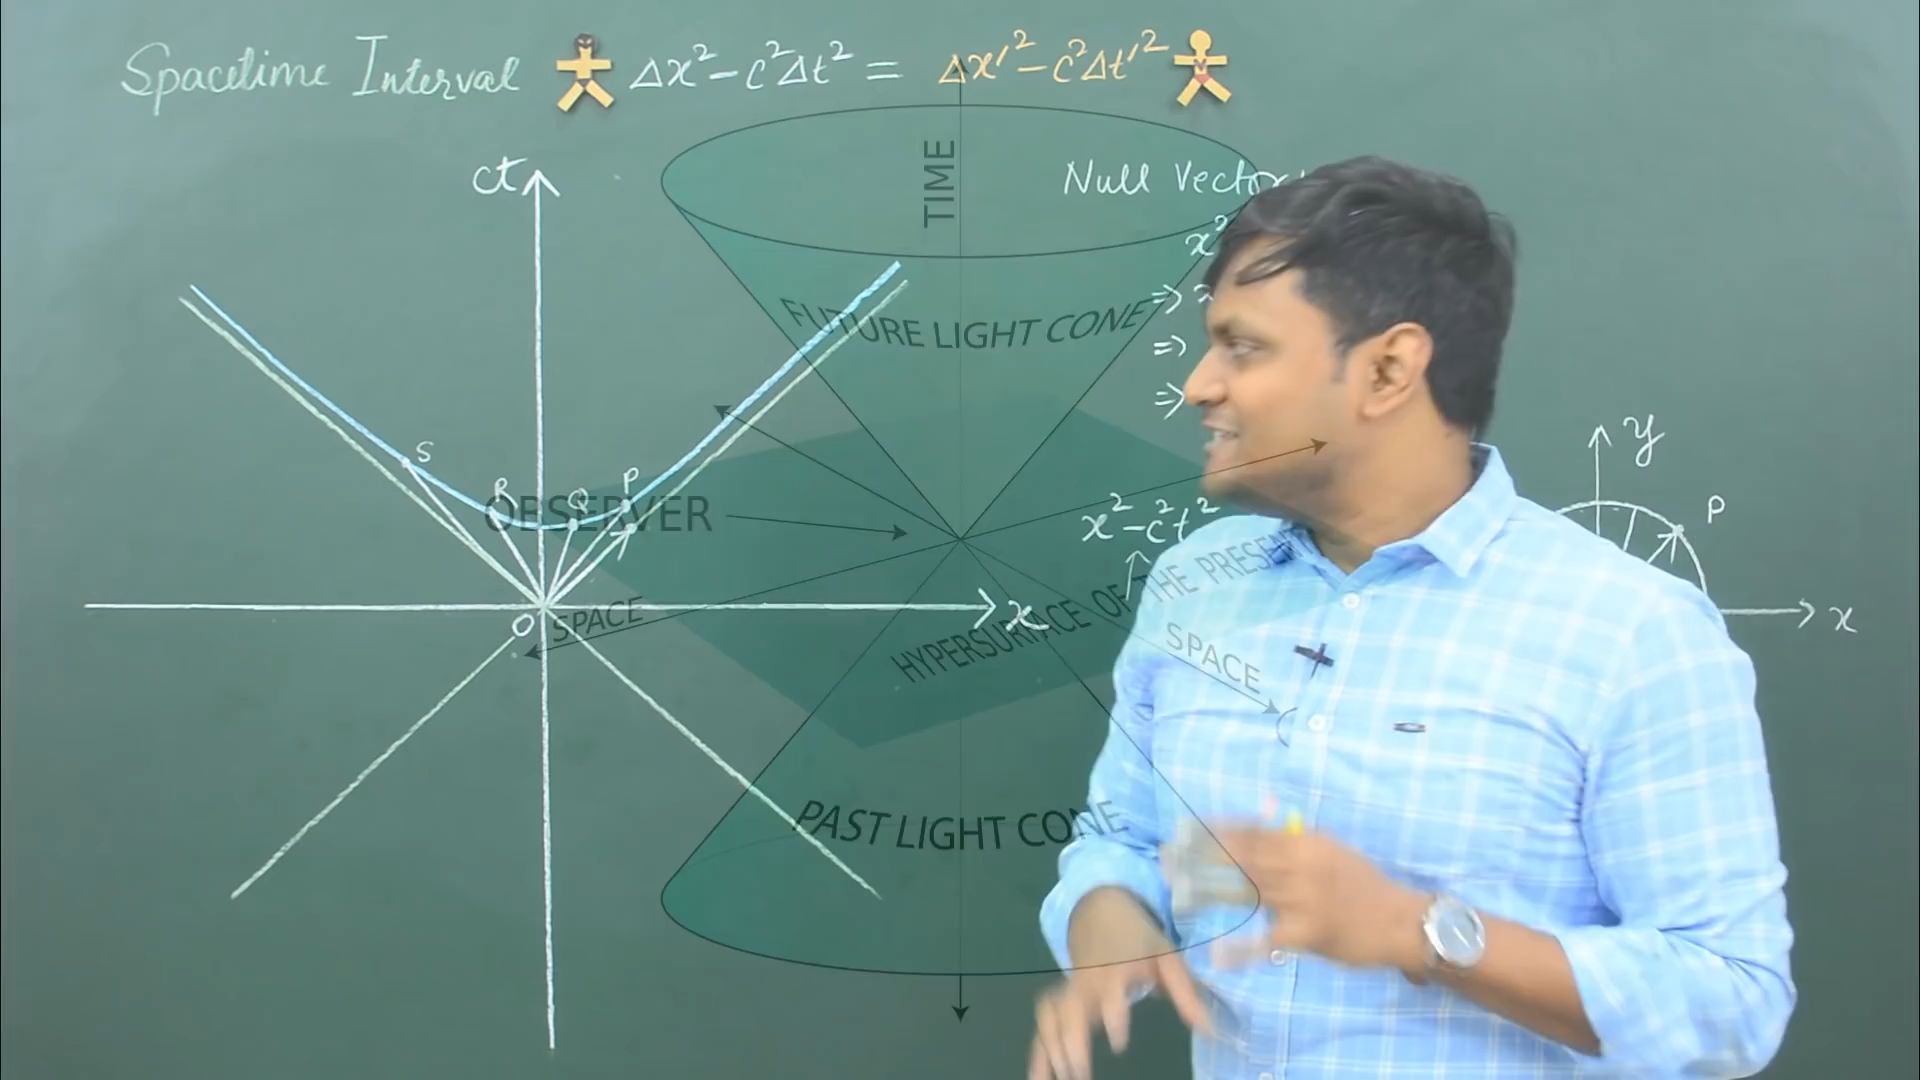 Spacetime Interval Δx²-c²Δt² = Δx'²-c²Δt'²
ct
TIME
Null Vector
x²
=> x
FUTURE LIGHT CONE
=>
=>
y
S
R
Q
P
OBSERVER
P
x²-c²t²
HYPERSURFACE OF THE PRESENT
O
SPACE
x
x
SPACE
PAST LIGHT CONE